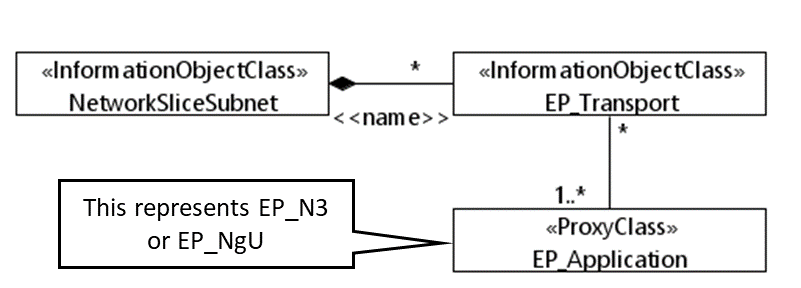 «InformationObjectClass»
NetworkSliceSubnet
*
<<name>>
«InformationObjectClass»
EP_Transport
*
1..*
This represents EP_N3
or EP_NgU
«ProxyClass»
EP_Application